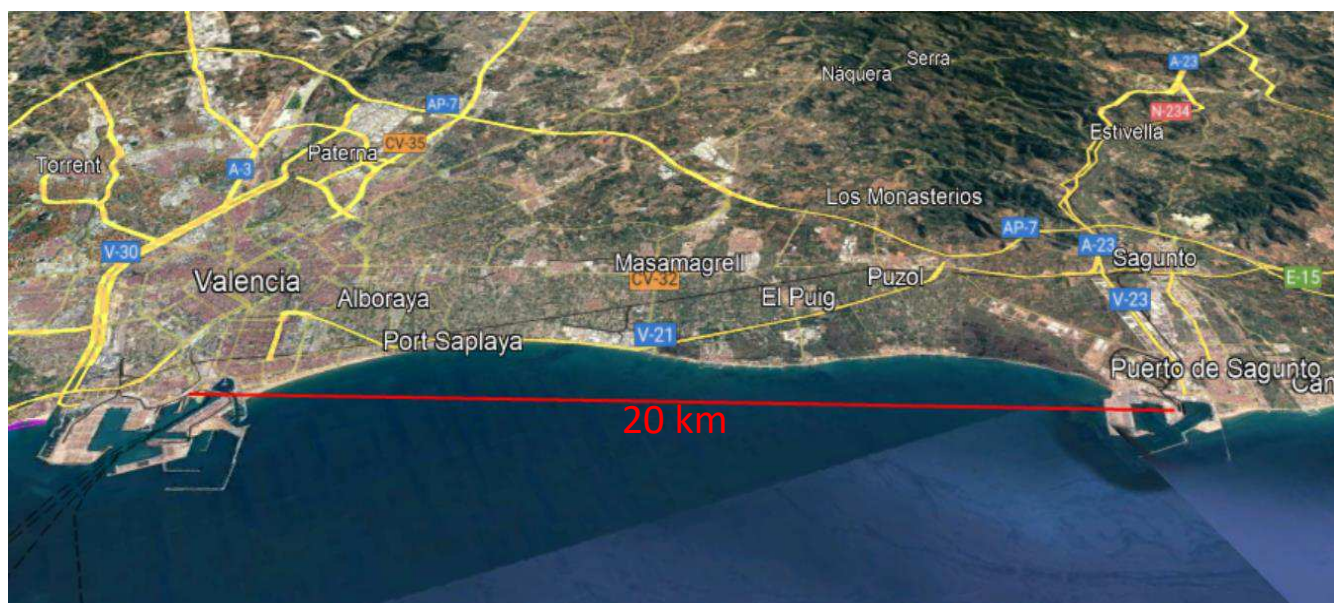 A-23
Serra
Náquera
AP-7
N-234
Estivella
CV-35
Paterna
Torrent
A-3
Los Monasterios
AP-7
A-23
V-30
Sagunto
Masamagrell
Puzol
E-15
Valencia
CV-32
Alboraya
El Puig
V-23
V-21
Port Saplaya
Puerto de Sagunto
Can
20 km